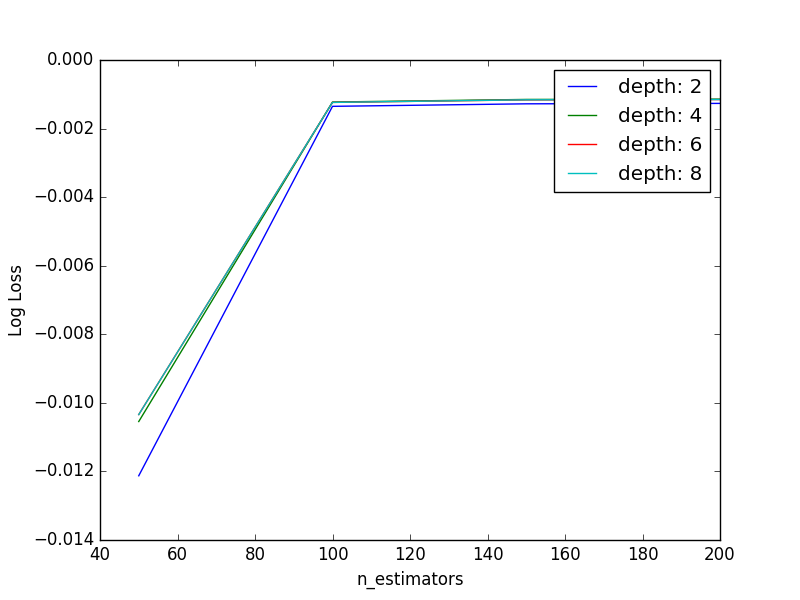 0.000
−0.002
−0.004
−0.006
−0.008
−0.010
−0.012
−0.014
Log Loss
40
60
80
100
120
140
160
180
200
n_estimators
depth: 2
depth: 4
depth: 6
depth: 8